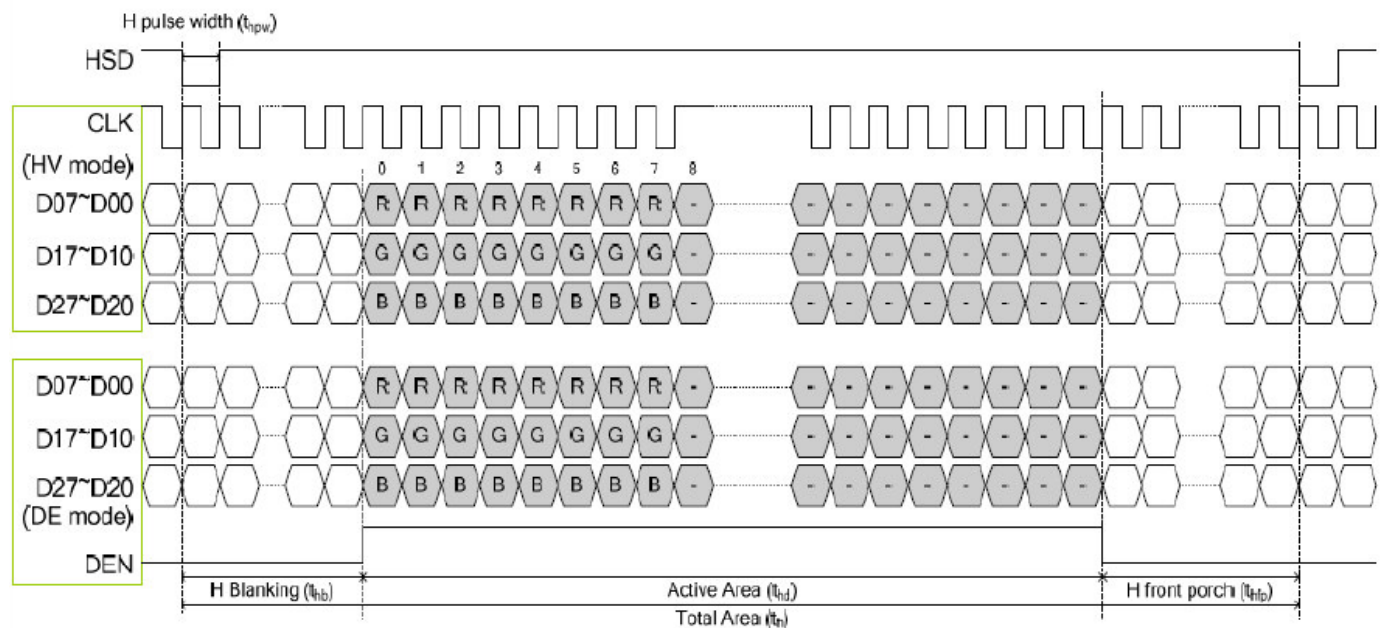 H pulse width (thpw)
HSD
CLK
(HV mode)
0 1 2 3 4 5 6 7 8
D07~D00 R R R R R R R R - - - - - - - - -
D17~D10 G G G G G G G G - - - - - - - - -
D27~D20 B B B B B B B B - - - - - - - - -
D07~D00 R R R R R R R R - - - - - - - - -
D17~D10 G G G G G G G G - - - - - - - - -
D27~D20 B B B B B B B B - - - - - - - - -
(DE mode)
DEN
H Blanking (thb) Active Area (thd) H front porch (thfp)
Total Area (th)